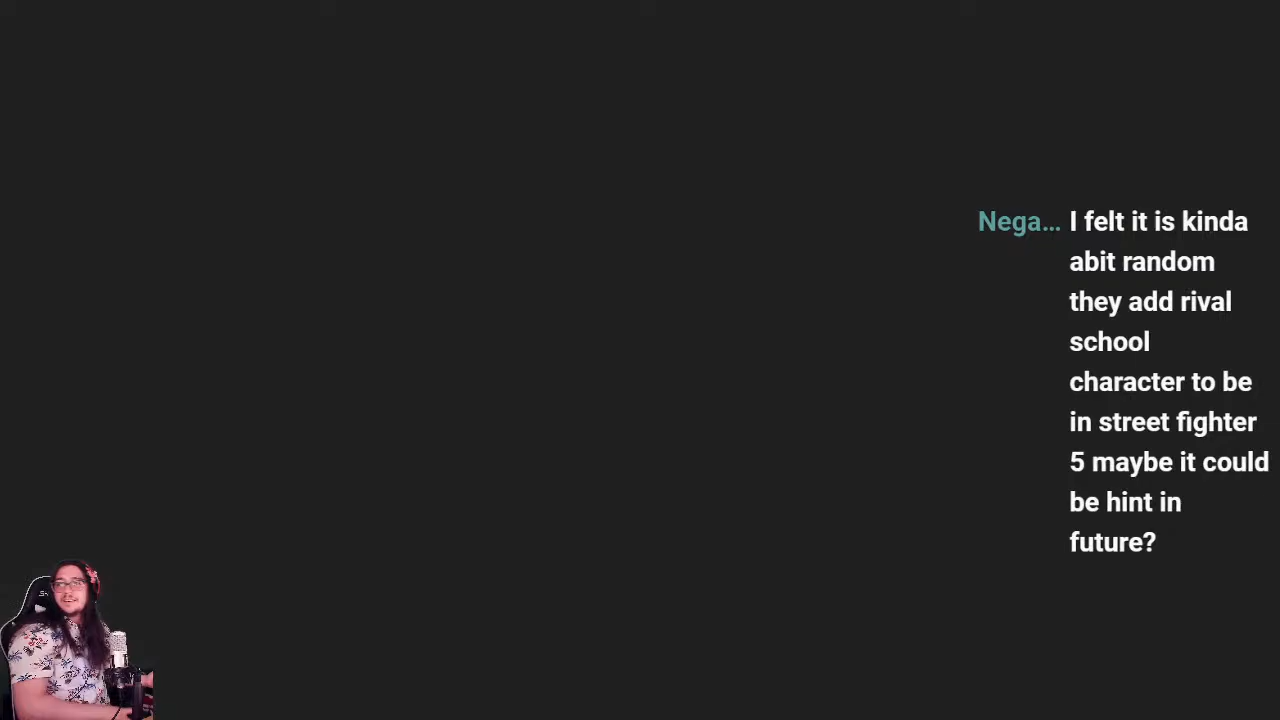 Nega… I felt it is kinda
abit random
they add rival
school
character to be
in street fighter
5 maybe it could
be hint in
future?